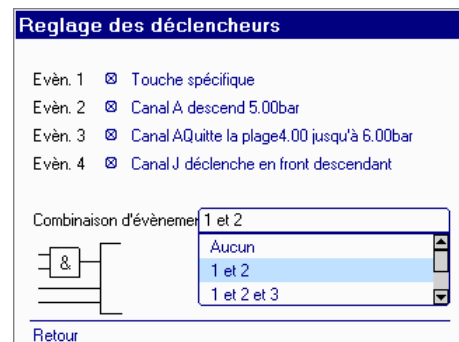 Reglage des déclencheurs
Evèn. 1 Touche spécifique
Evèn. 2 Canal A descend 5.00bar
Evèn. 3 Canal AQuitte la plage4.00 jusqu'à 6.00bar
Evèn. 4 Canal J déclenche en front descendant
Combinaison d'évènemer 1 et 2
Aucun
1 et 2
1 et 2 et 3
&
Retour